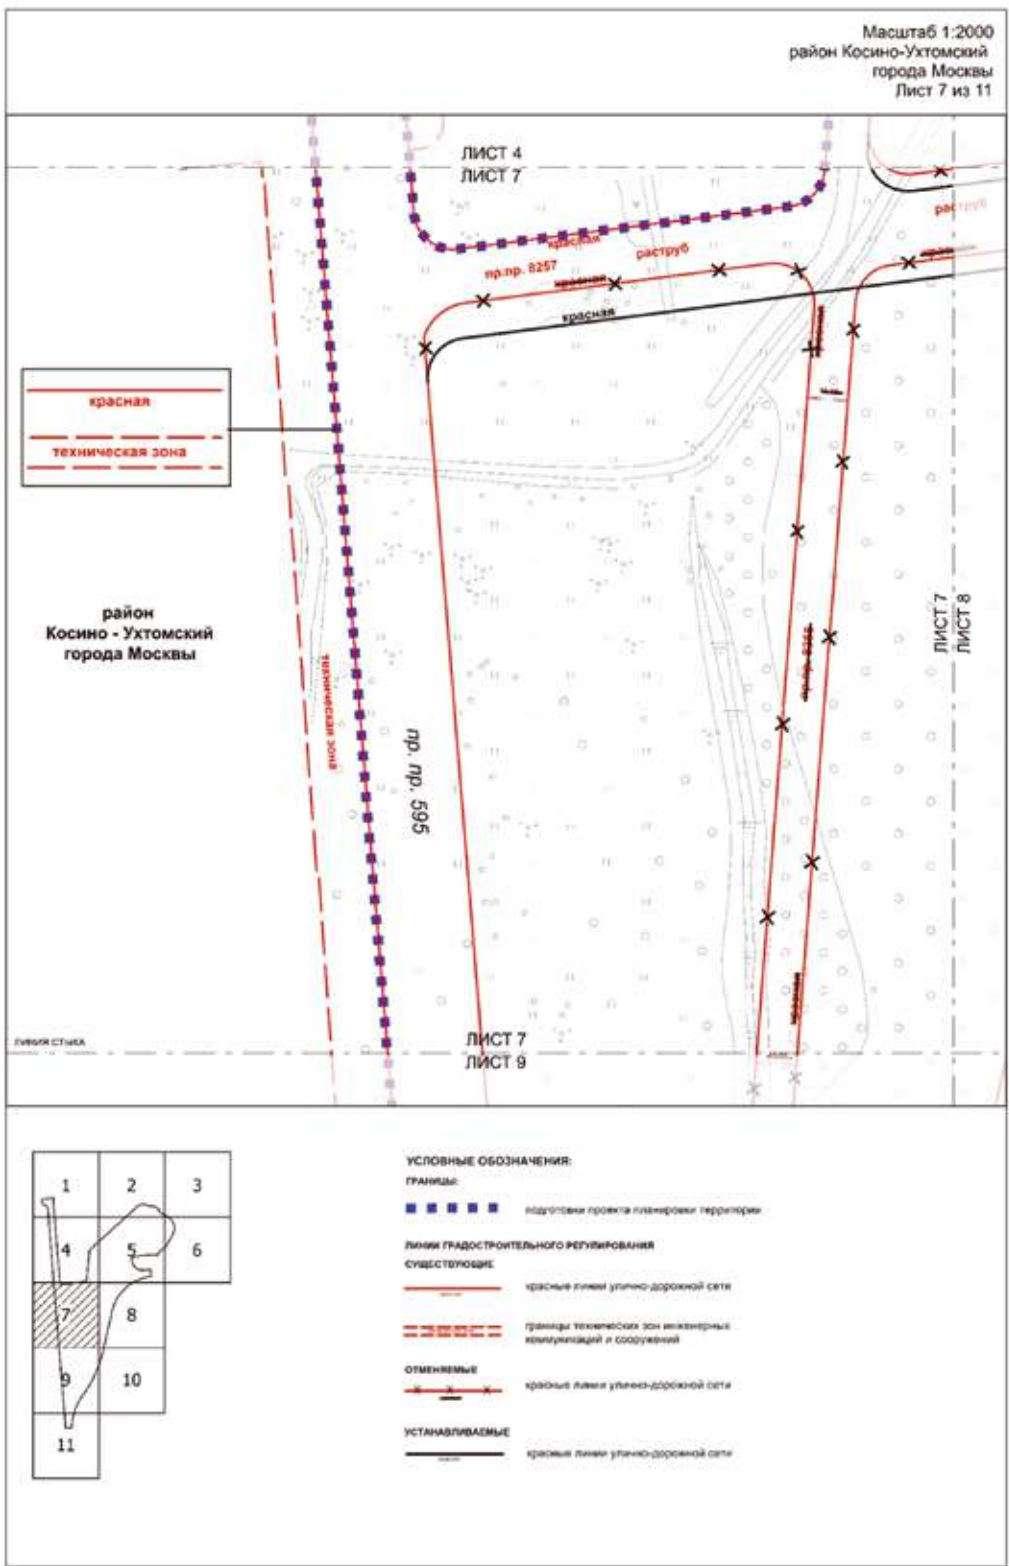 Масштаб 1:2000
район Косино-Ухтомский
города Москвы
Лист 7 из 11
ЛИСТ 4
ЛИСТ 7
красная
раструб
раструб
пр.пр. 8257
красная
красная
красная
красная
техническая зона
район
Косино - Ухтомский
города Москвы
техническая зона
пр. пр. 595
ЛИСТ 7
ЛИСТ 8
красная
ЛИНИЯ СТЫКА
ЛИСТ 7
ЛИСТ 9
1
2
3
4
5
6
7
8
9
10
11
УСЛОВНЫЕ ОБОЗНАЧЕНИЯ:
ГРАНИЦЫ:
подготовки проекта планировки территории
ЛИНИИ ГРАДОСТРОИТЕЛЬНОГО РЕГУЛИРОВАНИЯ
СУЩЕСТВУЮЩИЕ
красные линии улично-дорожной сети
границы технических зон инженерных
коммуникаций и сооружений
ОТМЕНЯЕМЫЕ
красные линии улично-дорожной сети
УСТАНАВЛИВАЕМЫЕ
красные линии улично-дорожной сети